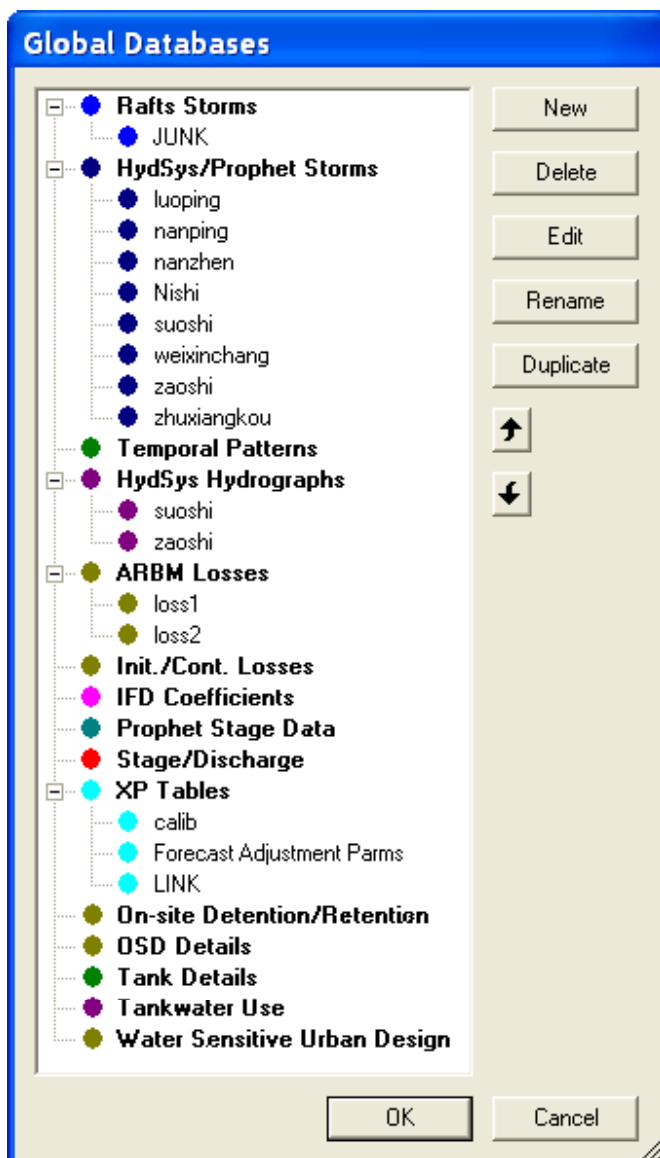 Global Databases
Rafts Storms
JUNK
HydSys/Prophet Storms
luoping
nanping
nanzhen
Nishi
suoshi
weixinchang
zaoshi
zhuxiangkou
Temporal Patterns
HydSys Hydrographs
suoshi
zaoshi
ARBM Losses
loss1
loss2
Init./Cont. Losses
IFD Coefficients
Prophet Stage Data
Stage/Discharge
XP Tables
calib
Forecast Adjustment Parms
LINK
On-site Detention/Retention
OSD Details
Tank Details
Tankwater Use
Water Sensitive Urban Design
New
Delete
Edit
Rename
Duplicate
OK
Cancel